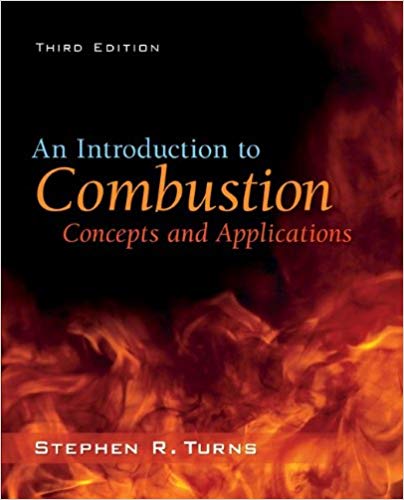 THIRD EDITION
An Introduction to
Combustion
Concepts and Applications
STEPHEN R. TURNS